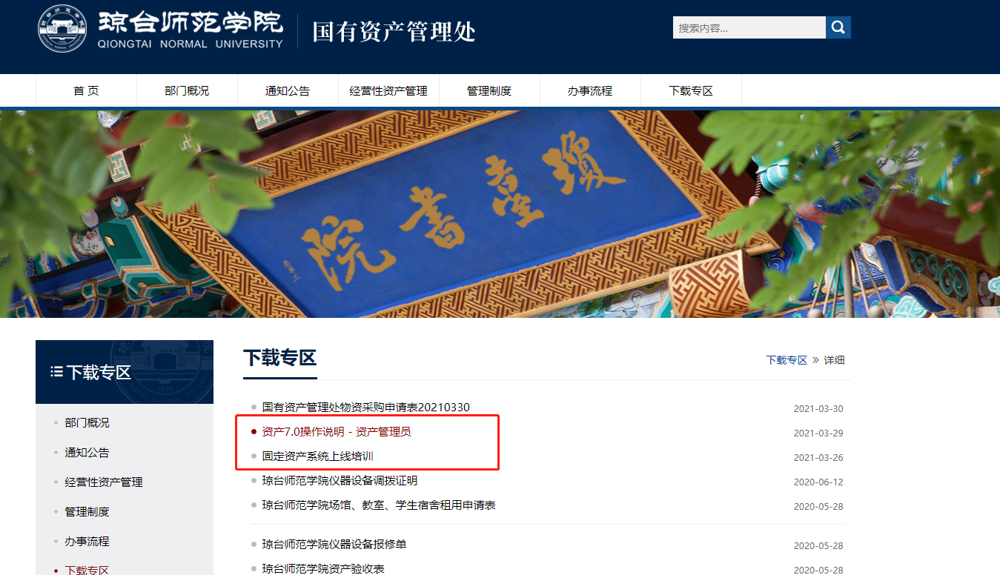 琼台师范学院
QIONGTAI NORMAL UNIVERSITY
国有资产管理处
搜索内容...
首 页
部门概况
通知公告
经营性资产管理
管理制度
办事流程
下载专区
院書臺瓊
下载专区
部门概况
通知公告
经营性资产管理
管理制度
办事流程
下载专区
下载专区
下载专区 » 详细
国有资产管理处物资采购申请表20210330 2021-03-30
资产7.0操作说明 - 资产管理员 2021-03-29
固定资产系统上线培训 2021-03-26
琼台师范学院仪器设备调拨证明 2020-06-12
琼台师范学院场馆、教室、学生宿舍租用申请表 2020-05-28
琼台师范学院仪器设备报修单 2020-05-28
琼台师范学院资产验收表 2020-05-28